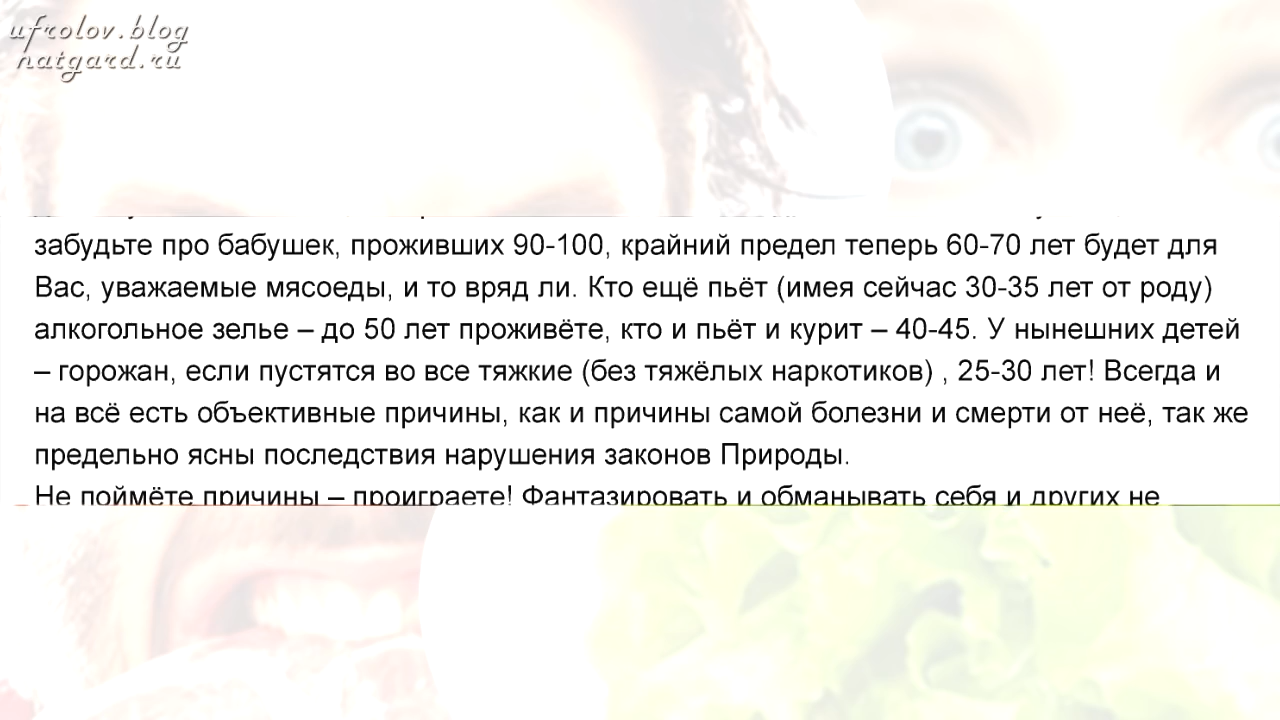 ufrolov.blog
natgard.ru
забудьте про бабушек, проживших 90-100, крайний предел теперь 60-70 лет будет для
Вас, уважаемые мясоеды, и то вряд ли. Кто ещё пьёт (имея сейчас 30-35 лет от роду)
алкогольное зелье – до 50 лет проживёте, кто и пьёт и курит – 40-45. У нынешних детей
– горожан, если пустятся во все тяжкие (без тяжёлых наркотиков) , 25-30 лет! Всегда и
на всё есть объективные причины, как и причины самой болезни и смерти от неё, так же
предельно ясны последствия нарушения законов Природы.
Не поймёте причины – проиграете! Фантазировать и обманывать себя и других не